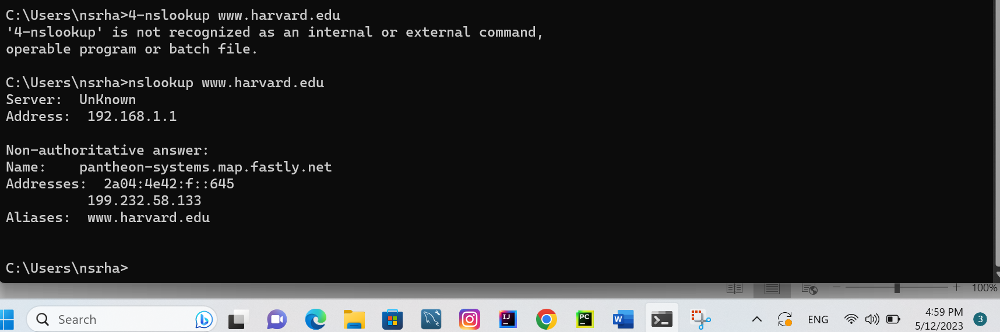 C:\Users\nsrha>4-nslookup www.harvard.edu
'4-nslookup' is not recognized as an internal or external command,
operable program or batch file.
C:\Users\nsrha>nslookup www.harvard.edu
Server:  UnKnown
Address:  192.168.1.1
Non-authoritative answer:
Name:    pantheon-systems.map.fastly.net
Addresses:  2a04:4e42:f::645
          199.232.58.133
Aliases:  www.harvard.edu
C:\Users\nsrha>
100%
Search
IJ
PC
W
ENG
4:59 PM
5/12/2023
3